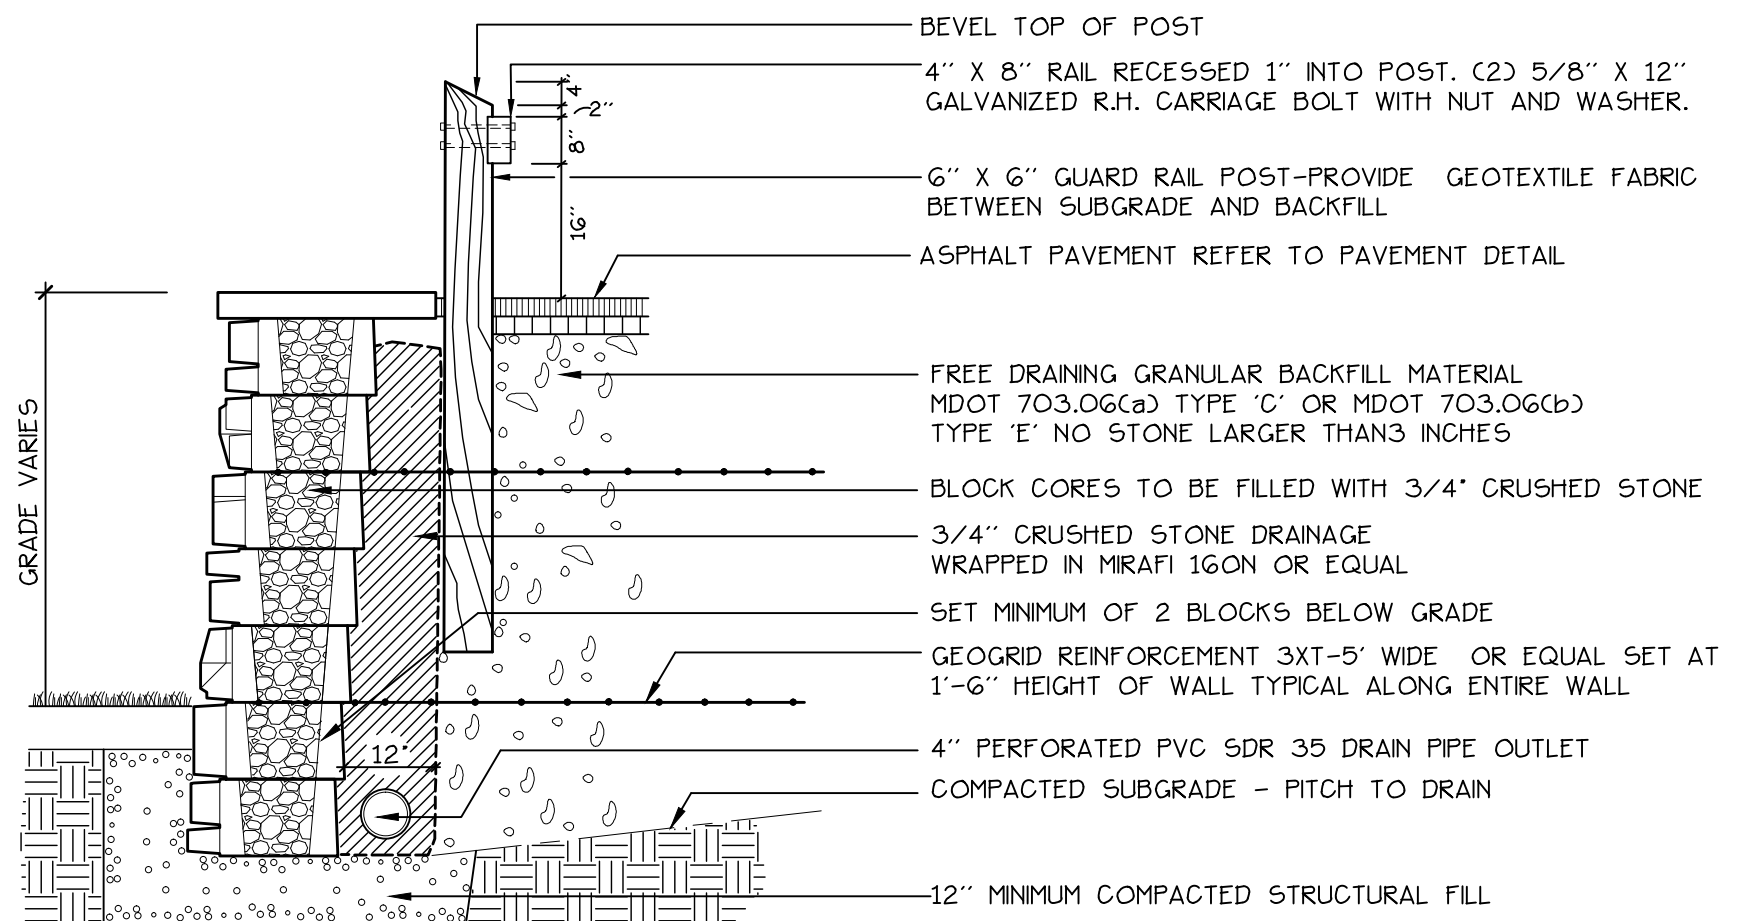 BEVEL TOP OF POST
4" X 8" RAIL RECESSED 1" INTO POST. (2) 5/8" X 12"
GALVANIZED R.H. CARRIAGE BOLT WITH NUT AND WASHER.
4"
2"
8"
16"
6" X 6" GUARD RAIL POST-PROVIDE GEOTEXTILE FABRIC
BETWEEN SUBGRADE AND BACKFILL
ASPHALT PAVEMENT REFER TO PAVEMENT DETAIL
FREE DRAINING GRANULAR BACKFILL MATERIAL
MDOT 703.06(a) TYPE 'C' OR MDOT 703.06(b)
TYPE 'E' NO STONE LARGER THAN3 INCHES
GRADE VARIES
BLOCK CORES TO BE FILLED WITH 3/4" CRUSHED STONE
3/4" CRUSHED STONE DRAINAGE
WRAPPED IN MIRAFI 160N OR EQUAL
SET MINIMUM OF 2 BLOCKS BELOW GRADE
GEOGRID REINFORCEMENT 3XT-5' WIDE OR EQUAL SET AT
1'-6" HEIGHT OF WALL TYPICAL ALONG ENTIRE WALL
12"
4" PERFORATED PVC SDR 35 DRAIN PIPE OUTLET
COMPACTED SUBGRADE - PITCH TO DRAIN
12" MINIMUM COMPACTED STRUCTURAL FILL